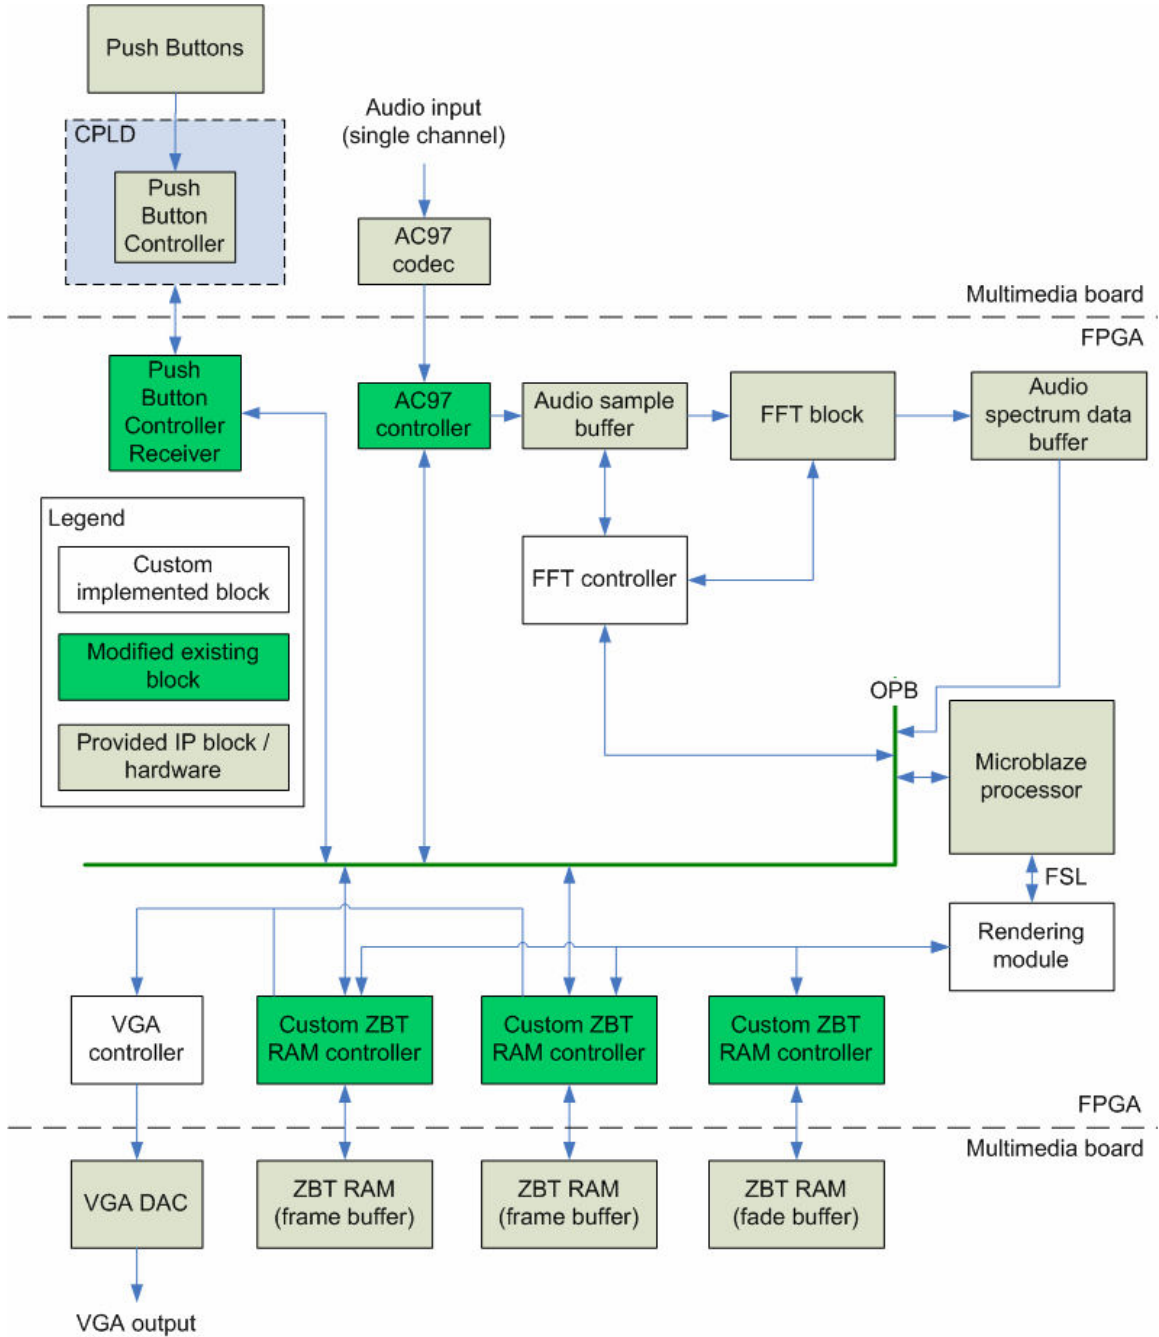 Push Buttons
CPLD
Push
Button
Controller
Audio input
(single channel)
AC97
codec
Multimedia board
FPGA
Push
Button
Controller
Receiver
AC97
controller
Audio sample
buffer
FFT block
Audio
spectrum data
buffer
Legend
Custom
implemented block
Modified existing
block
Provided IP block /
hardware
FFT controller
OPB
Microblaze
processor
FSL
Rendering
module
VGA
controller
Custom ZBT
RAM controller
Custom ZBT
RAM controller
Custom ZBT
RAM controller
FPGA
Multimedia board
VGA DAC
ZBT RAM
(frame buffer)
ZBT RAM
(frame buffer)
ZBT RAM
(fade buffer)
VGA output